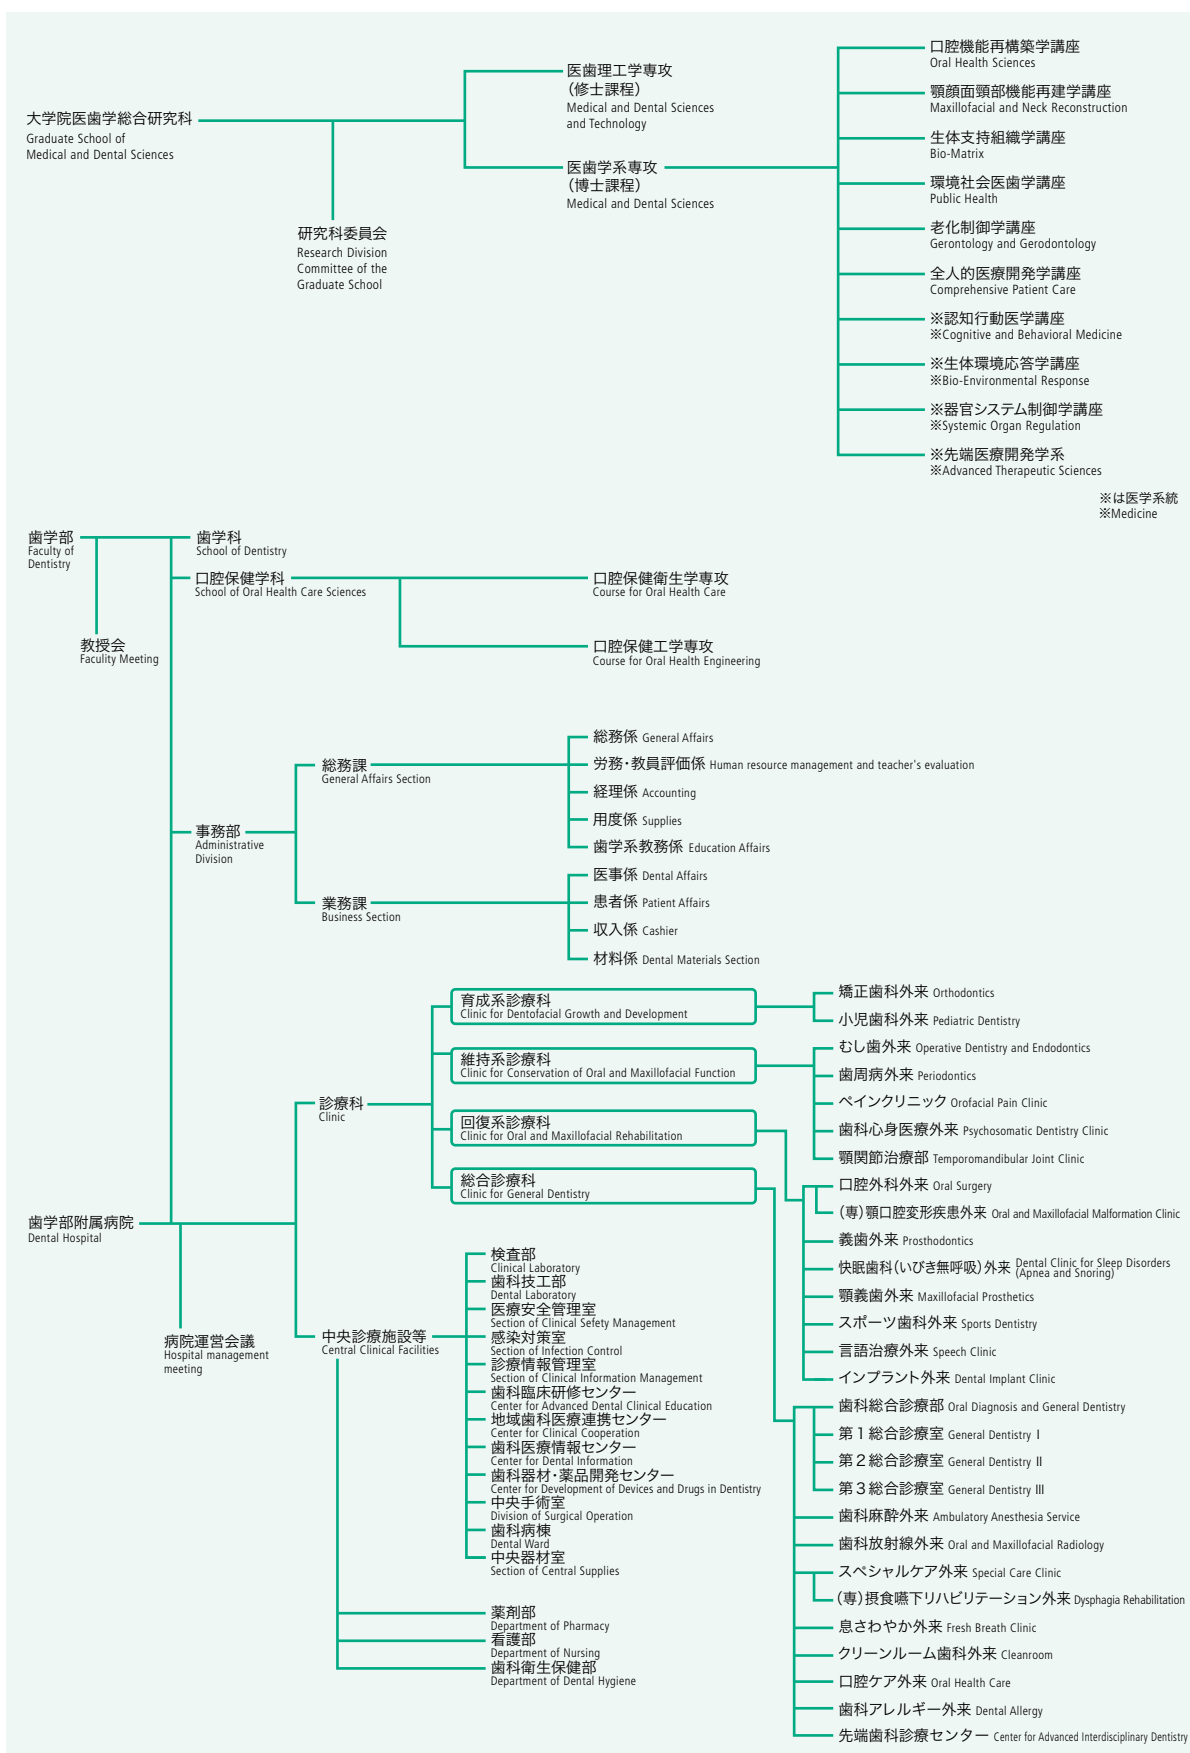 大学院医歯学総合研究科
Graduate School of
Medical and Dental Sciences
研究科委員会
Research Division
Committee of the
Graduate School
医歯理工学専攻
（修士課程）
Medical and Dental Sciences
and Technology
医歯学系専攻
（博士課程）
Medical and Dental Sciences
口腔機能再構築学講座
Oral Health Sciences
顎顔面頸部機能再建学講座
Maxillofacial and Neck Reconstruction
生体支持組織学講座
Bio-Matrix
環境社会医歯学講座
Public Health
老化制御学講座
Gerontology and Gerodontology
全人的医療開発学講座
Comprehensive Patient Care
※認知行動医学講座
※Cognitive and Behavioral Medicine
※生体環境応答学講座
※Bio-Environmental Response
※器官システム制御学講座
※Systemic Organ Regulation
※先端医療開発学系
※Advanced Therapeutic Sciences
※は医学系統
※Medicine
歯学部
Faculty of
Dentistry
教授会
Faculity Meeting
歯学科
School of Dentistry
口腔保健学科
School of Oral Health Care Sciences
口腔保健衛生学専攻
Course for Oral Health Care
口腔保健工学専攻
Course for Oral Health Engineering
事務部
Administrative
Division
総務課
General Affairs Section
総務係 General Affairs
労務・教員評価係 Human resource management and teacher's evaluation
経理係 Accounting
用度係 Supplies
歯学系教務係 Education Affairs
業務課
Business Section
医事係 Dental Affairs
患者係 Patient Affairs
収入係 Cashier
材料係 Dental Materials Section
歯学部附属病院
Dental Hospital
病院運営会議
Hospital management
meeting
診療科
Clinic
育成系診療科
Clinic for Dentofacial Growth and Development
維持系診療科
Clinic for Conservation of Oral and Maxillofacial Function
回復系診療科
Clinic for Oral and Maxillofacial Rehabilitation
総合診療科
Clinic for General Dentistry
矯正歯科外来 Orthodontics
小児歯科外来 Pediatric Dentistry
むし歯外来 Operative Dentistry and Endodontics
歯周病外来 Periodontics
ペインクリニック Orofacial Pain Clinic
歯科心身医療外来 Psychosomatic Dentistry Clinic
顎関節治療部 Temporomandibular Joint Clinic
口腔外科外来 Oral Surgery
（専）顎口腔変形疾患外来 Oral and Maxillofacial Malformation Clinic
義歯外来 Prosthodontics
快眠歯科（いびき無呼吸）外来 Dental Clinic for Sleep Disorders
(Apnea and Snoring)
顎義歯外来 Maxillofacial Prosthetics
スポーツ歯科外来 Sports Dentistry
言語治療外来 Speech Clinic
インプラント外来 Dental Implant Clinic
歯科総合診療部 Oral Diagnosis and General Dentistry
第1総合診療室 General Dentistry Ⅰ
第2総合診療室 General Dentistry Ⅱ
第3総合診療室 General Dentistry Ⅲ
歯科麻酔外来 Ambulatory Anesthesia Service
歯科放射線外来 Oral and Maxillofacial Radiology
スペシャルケア外来 Special Care Clinic
（専）摂食嚥下リハビリテーション外来 Dysphagia Rehabilitation
息さわやか外来 Fresh Breath Clinic
クリーンルーム歯科外来 Cleanroom
口腔ケア外来 Oral Health Care
歯科アレルギー外来 Dental Allergy
先端歯科診療センター Center for Advanced Interdisciplinary Dentistry
中央診療施設等
Central Clinical Facilities
検査部
Clinical Laboratory
歯科技工部
Dental Laboratory
医療安全管理室
Section of Clinical Sefety Management
感染対策室
Section of Infection Control
診療情報管理室
Section of Clinical Information Management
歯科臨床研修センター
Center for Advanced Dental Clinical Education
地域歯科医療連携センター
Center for Clinical Cooperation
歯科医療情報センター
Center for Dental Information
歯科器材・薬品開発センター
Center for Development of Devices and Drugs in Dentistry
中央手術室
Division of Surgical Operation
歯科病棟
Dental Ward
中央器材室
Section of Central Supplies
薬剤部
Department of Pharmacy
看護部
Department of Nursing
歯科衛生保健部
Department of Dental Hygiene